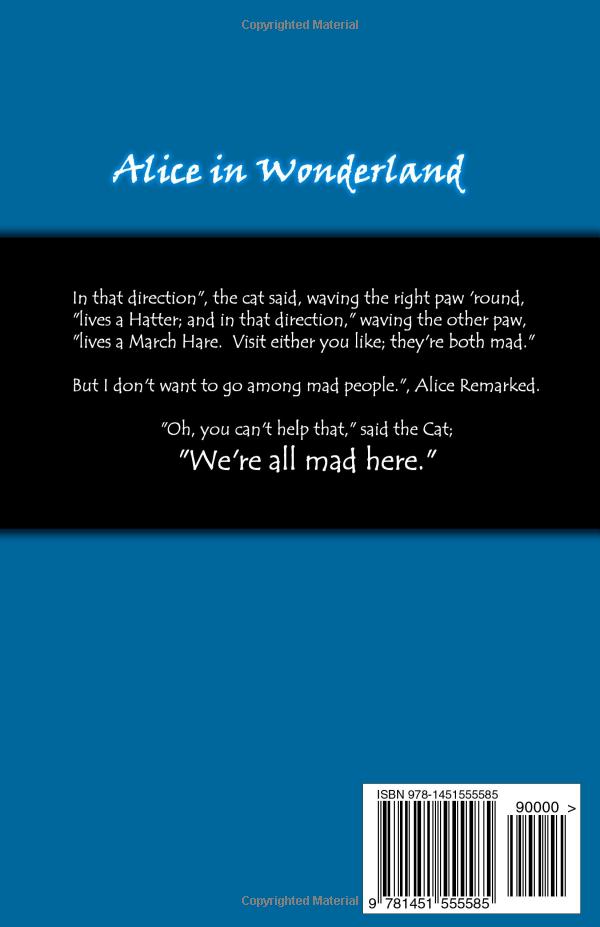 Copyrighted Material
Alice in Wonderland
In that direction", the cat said, waving the right paw 'round,
"lives a Hatter; and in that direction," waving the other paw,
"lives a March Hare.  Visit either you like; they're both mad."
But I don't want to go among mad people.", Alice Remarked.
"Oh, you can't help that," said the Cat;
"We're all mad here."
ISBN 978-1451555585
90000 >
9 781451 555585
Copyrighted Material